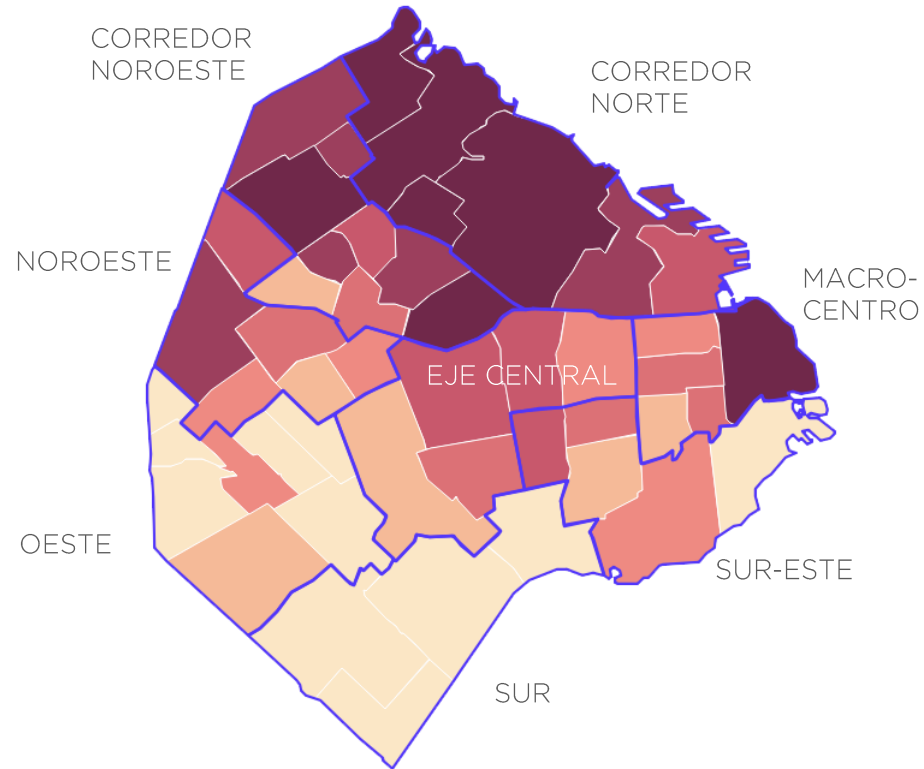 CORREDOR
NOROESTE
CORREDOR
NORTE
NOROESTE
MACRO-
CENTRO
EJE CENTRAL
OESTE
SUR-ESTE
SUR